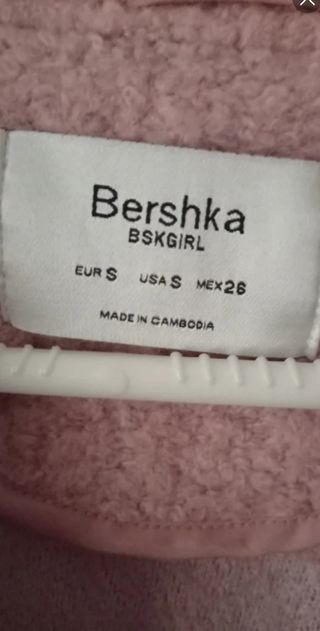 Bershka
BSKGIRL
EUR S USA S MEX 26
MADE IN CAMBODIA